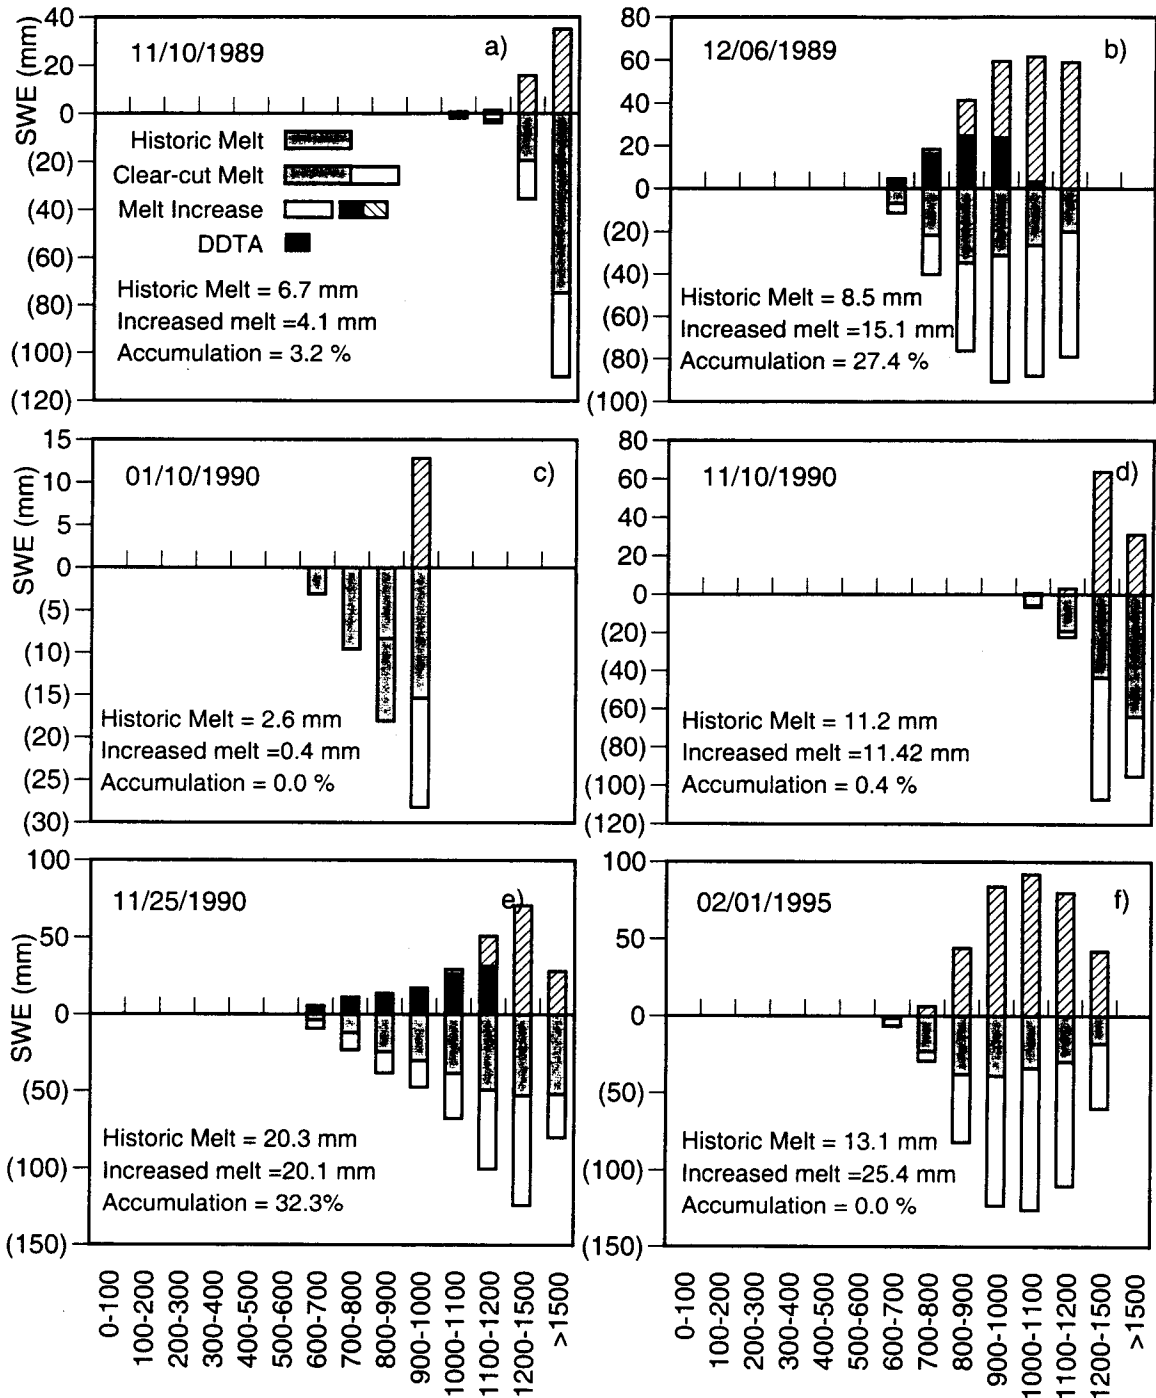 40
20
0
(20)
(40)
(60)
(80)
(100)
(120)
SWE (mm)
11/10/1989
a)
Historic Melt
Clear-cut Melt
Melt Increase
DDTA
Historic Melt = 6.7 mm
Increased melt =4.1 mm
Accumulation = 3.2 %
80
60
40
20
0
(20)
(40)
(60)
(80)
(100)
12/06/1989
b)
Historic Melt = 8.5 mm
Increased melt =15.1 mm
Accumulation = 27.4 %
15
10
5
0
(5)
(10)
(15)
(20)
(25)
(30)
SWE (mm)
01/10/1990
c)
Historic Melt = 2.6 mm
Increased melt =0.4 mm
Accumulation = 0.0 %
80
60
40
20
0
(20)
(40)
(60)
(80)
(100)
(120)
11/10/1990
d)
Historic Melt = 11.2 mm
Increased melt =11.42 mm
Accumulation = 0.4 %
100
50
0
(50)
(100)
(150)
SWE (mm)
11/25/1990
e)
Historic Melt = 20.3 mm
Increased melt =20.1 mm
Accumulation = 32.3%
100
50
0
(50)
(100)
(150)
02/01/1995
f)
Historic Melt = 13.1 mm
Increased melt =25.4 mm
Accumulation = 0.0 %
0-100
100-200
200-300
300-400
400-500
500-600
600-700
700-800
800-900
900-1000
1000-1100
1100-1200
1200-1500
>1500
0-100
100-200
200-300
300-400
400-500
500-600
600-700
700-800
800-900
900-1000
1000-1100
1100-1200
1200-1500
>1500